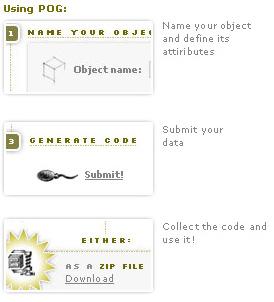 Using POG:
1 NAME YOUR OBJEC
Object name:
Name your object
and define its
attiributes
3 GENERATE CODE
Submit!
Submit your
data
EITHER:
AS A ZIP FILE
Download
Collect the code and
use it!